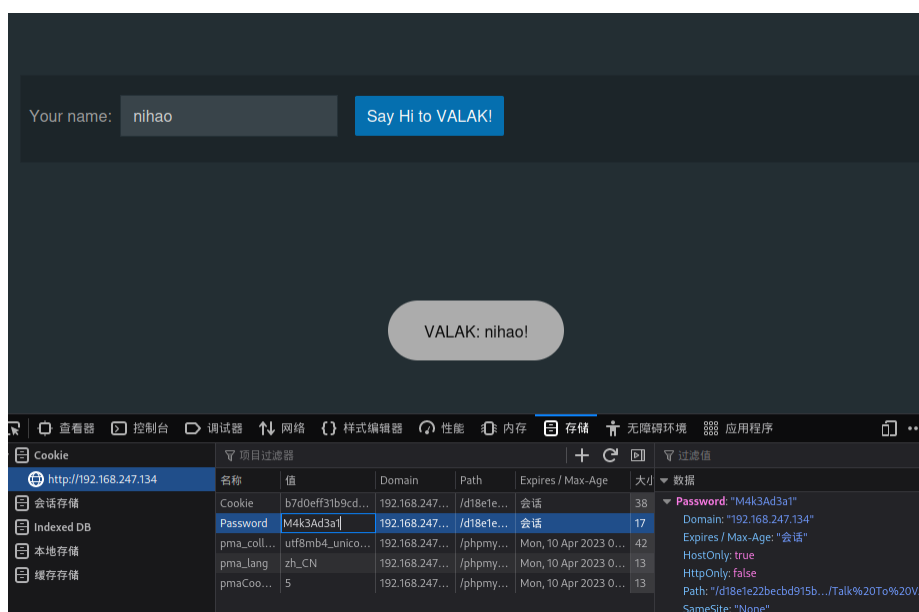 Your name: nihao Say Hi to VALAK!
VALAK: nihao!
查看器 控制台 调试器 网络 样式编辑器 性能 内存 存储 无障碍环境 应用程序
Cookie 项目过滤器 过滤值
http://192.168.247.134 名称 值 Domain Path Expires / Max-Age 大小 数据
会话存储 Cookie b7d0eff31b9cd... 192.168.247... /d18e1e... 会话 38 Password: "M4k3Ad3a1"
Indexed DB Password M4k3Ad3a1 192.168.247... /d18e1e... 会话 17 Domain: "192.168.247.134"
本地存储 pma_coll... utf8mb4_unico... 192.168.247... /phpmy... Mon, 10 Apr 2023 0... 42 Expires / Max-Age: "会话"
缓存存储 pma_lang zh_CN 192.168.247... /phpmy... Mon, 10 Apr 2023 0... 13 HostOnly: true
pmaCoo... 5 192.168.247... /phpmy... Mon, 10 Apr 2023 0... 13 HttpOnly: false
Path: "/d18e1e22becbd915b.../Talk%20To%20V
SameSite: "None"